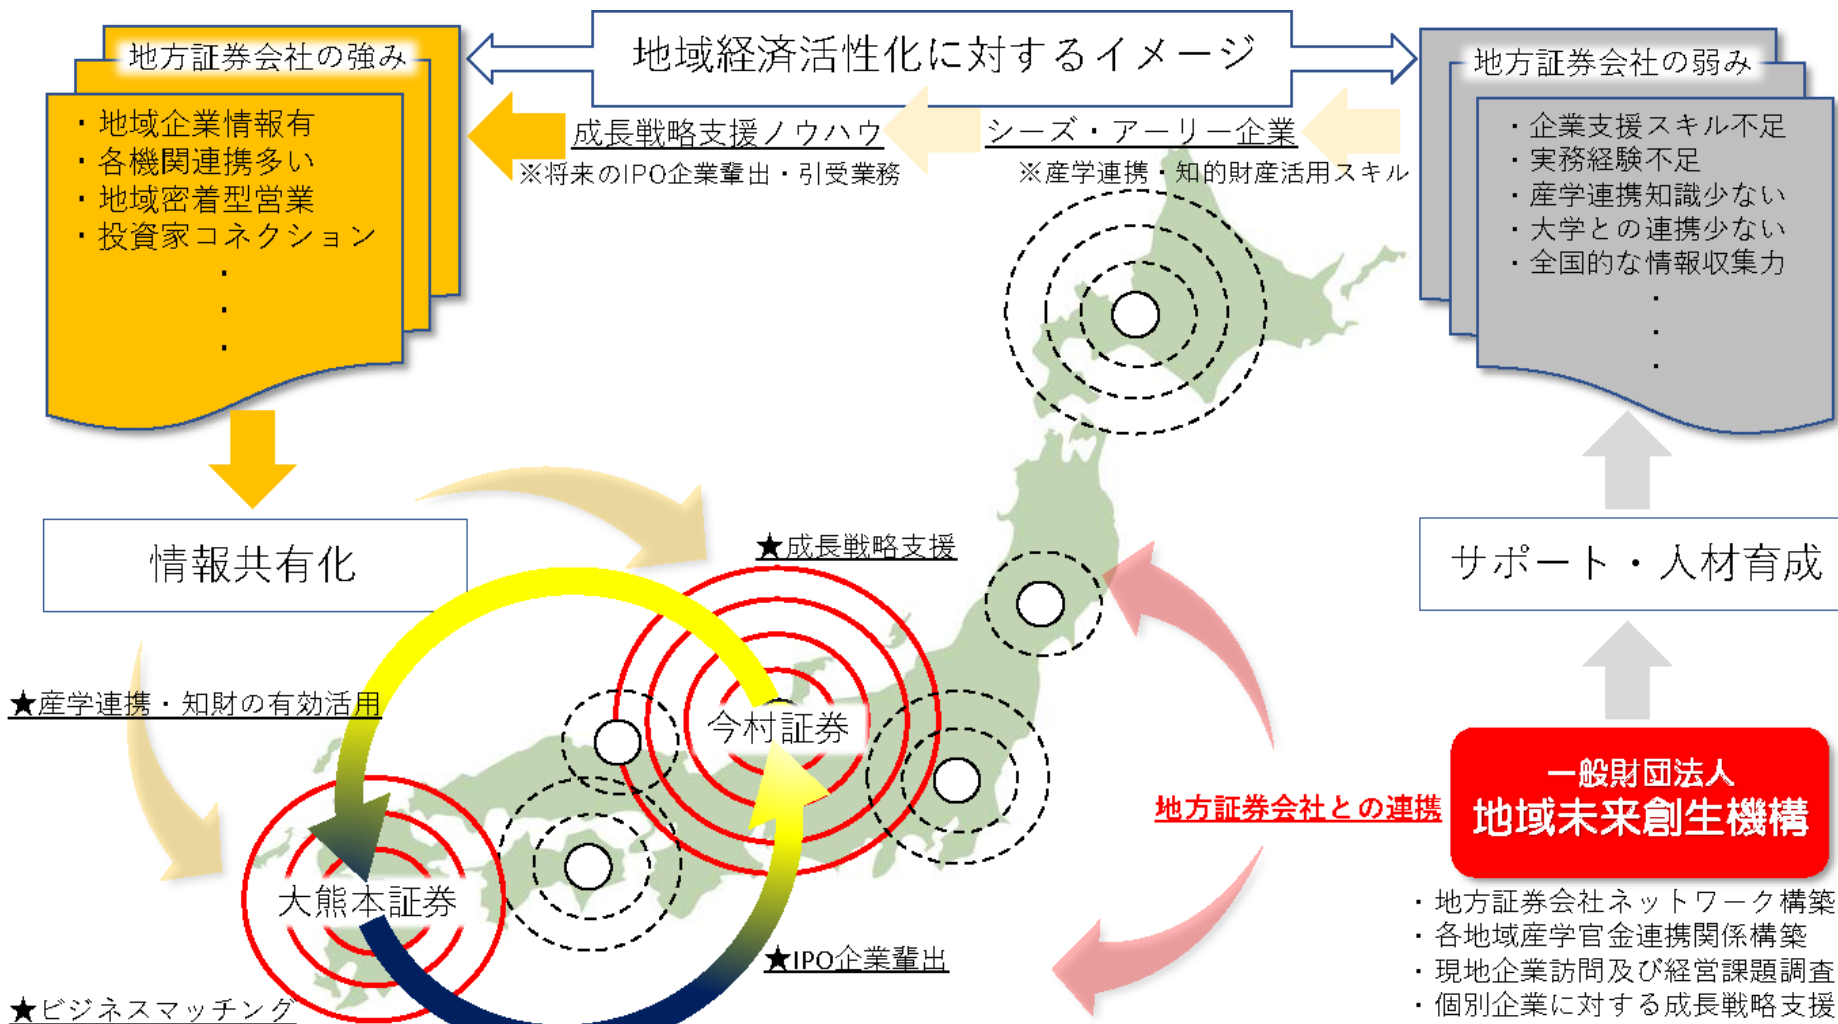 地域経済活性化に対するイメージ
地方証券会社の強み
・地域企業情報有
・各機関連携多い
・地域密着型営業
・投資家コネクション
・
・
・
成長戦略支援ノウハウ
※将来のIPO企業輩出・引受業務
シーズ・アーリー企業
※産学連携・知的財産活用スキル
地方証券会社の弱み
・企業支援スキル不足
・実務経験不足
・産学連携知識少ない
・大学との連携少ない
・全国的な情報収集力
・
・
・
情報共有化
★成長戦略支援
サポート・人材育成
★産学連携・知財の有効活用
今村証券
地方証券会社との連携
一般財団法人
地域未来創生機構
大熊本証券
★IPO企業輩出
★ビジネスマッチング
・地方証券会社ネットワーク構築
・各地域産学官金連携関係構築
・現地企業訪問及び経営課題調査
・個別企業に対する成長戦略支援